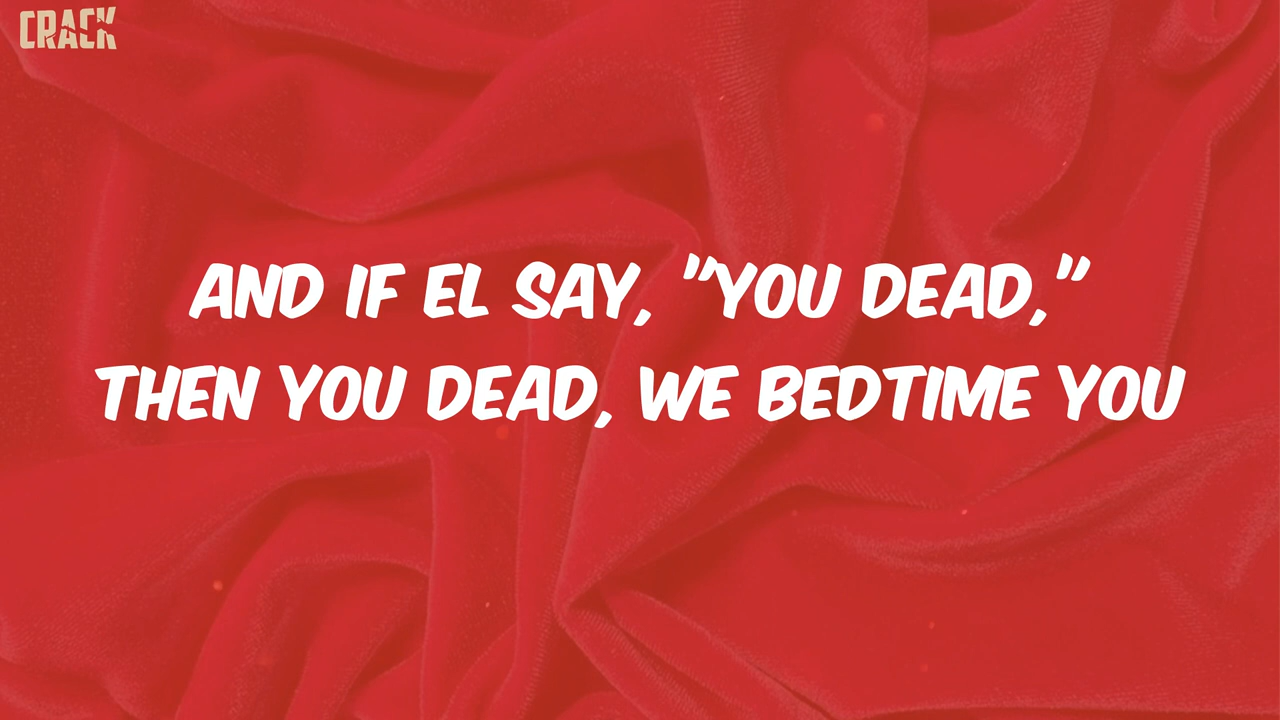 CRACK
AND IF EL SAY, "YOU DEAD,"
THEN YOU DEAD, WE BEDTIME YOU